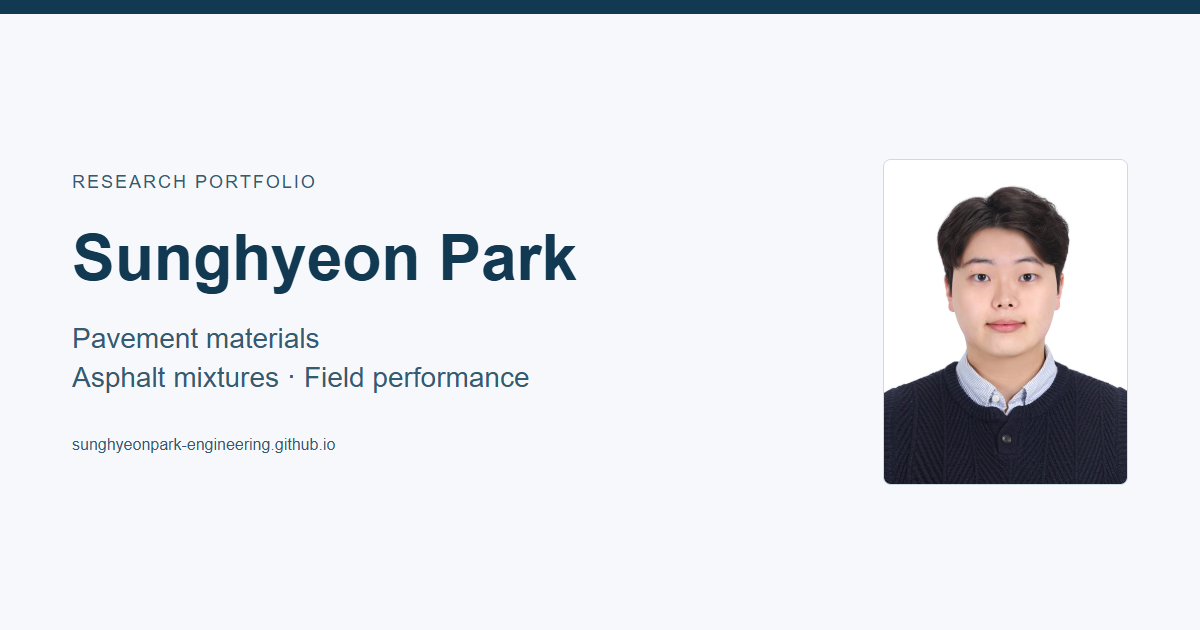 RESEARCH PORTFOLIO
Sunghyeon Park
Pavement materials
Asphalt mixtures · Field performance
sunghyeonpark-engineering.github.io